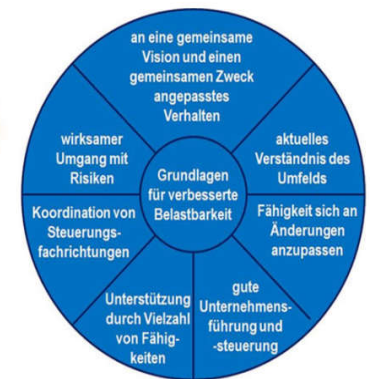 an eine gemeinsame
Vision und einen
gemeinsamen Zweck
angepasstes
Verhalten
aktuelles
Verständnis des
Umfelds
Fähigkeit sich an
Änderungen
anzupassen
gute
Unternehmens-
führung und
-steuerung
Unterstützung
durch Vielzahl
von Fähig-
keiten
Koordination von
Steuerungs-
fachrichtungen
wirksamer
Umgang mit
Risiken
Grundlagen
für verbesserte
Belastbarkeit